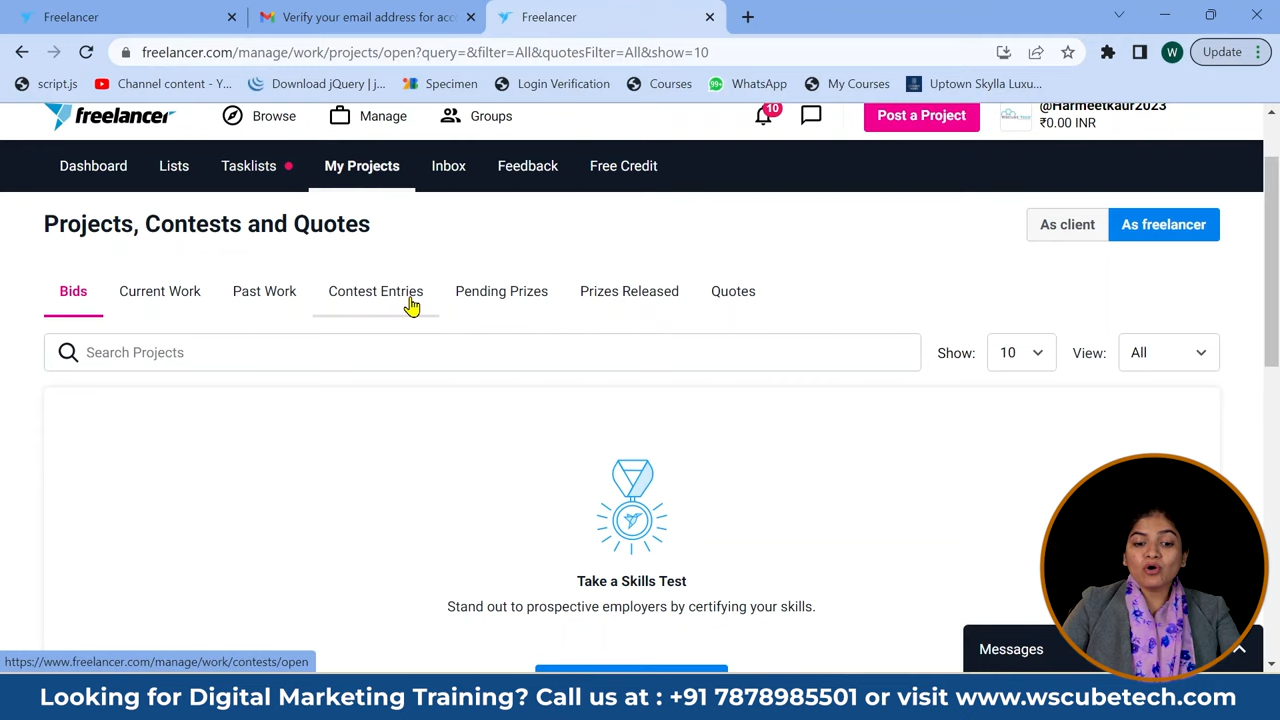 Freelancer
Verify your email address for acc
Freelancer
freelancer.com/manage/work/projects/open?query=&filter=All&quotesFilter=All&show=10
W
Update
script.js
Channel content - Y...
Download jQuery | j...
Specimen
Login Verification
Courses
99+
WhatsApp
My Courses
Uptown Skylla Luxu...
freelancer
Browse
Manage
Groups
10
Post a Project
@Harmeetkaur2023
₹0.00 INR
Dashboard
Lists
Tasklists
My Projects
Inbox
Feedback
Free Credit
Projects, Contests and Quotes
As client
As freelancer
Bids
Current Work
Past Work
Contest Entries
Pending Prizes
Prizes Released
Quotes
Search Projects
Show:
10
View:
All
Take a Skills Test
Stand out to prospective employers by certifying your skills.
Messages
https://www.freelancer.com/manage/work/contests/open
Looking for Digital Marketing Training? Call us at : +91 7878985501 or visit www.wscubetech.com